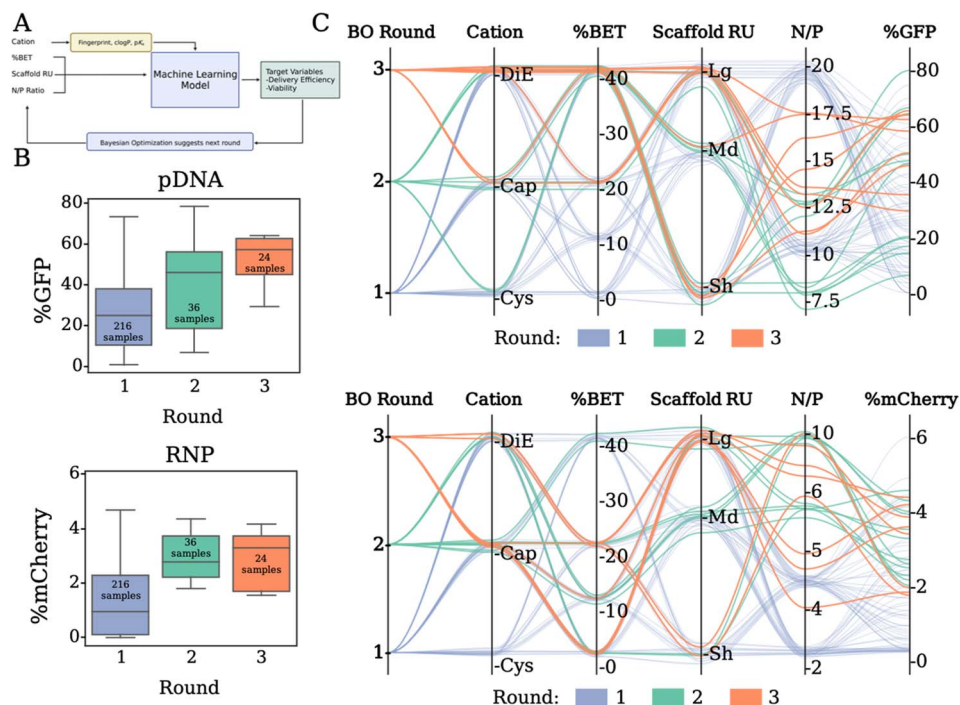 A
Cation
%BET
Scaffold RU
N/P Ratio
Fingerprint, clogP, pKa
Machine Learning
Model
Target Variables
-Delivery Efficiency
-Viability
Bayesian Optimization suggests next round
B
pDNA
%GFP
80
60
40
20
0
216
samples
36
samples
24
samples
1 2 3
Round
RNP
%mCherry
6
4
2
0
216
samples
36
samples
24
samples
1 2 3
Round
C
BO Round Cation %BET Scaffold RU N/P %GFP
3
2
1
-DiE
-Cap
-Cys
-40
-30
-20
-10
-0
-Lg
-Md
-Sh
-20
-17.5
-15
-12.5
-10
-7.5
-80
-60
-40
-20
-0
Round: 1 2 3
BO Round Cation %BET Scaffold RU N/P %mCherry
3
2
1
-DiE
-Cap
-Cys
-40
-30
-20
-10
-0
-Lg
-Md
-Sh
-10
-6
-5
-4
-2
-6
-4
-2
-0
Round: 1 2 3